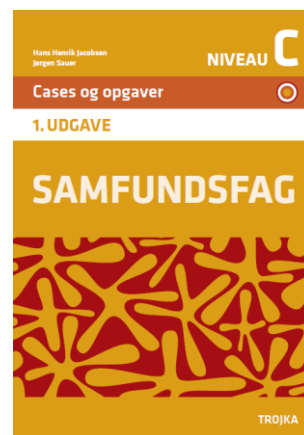 Hans Henrik Jacobsen
Jørgen Sauer
NIVEAU C
Cases og opgaver
1. UDGAVE
SAMFUNDSFAG
TROJKA